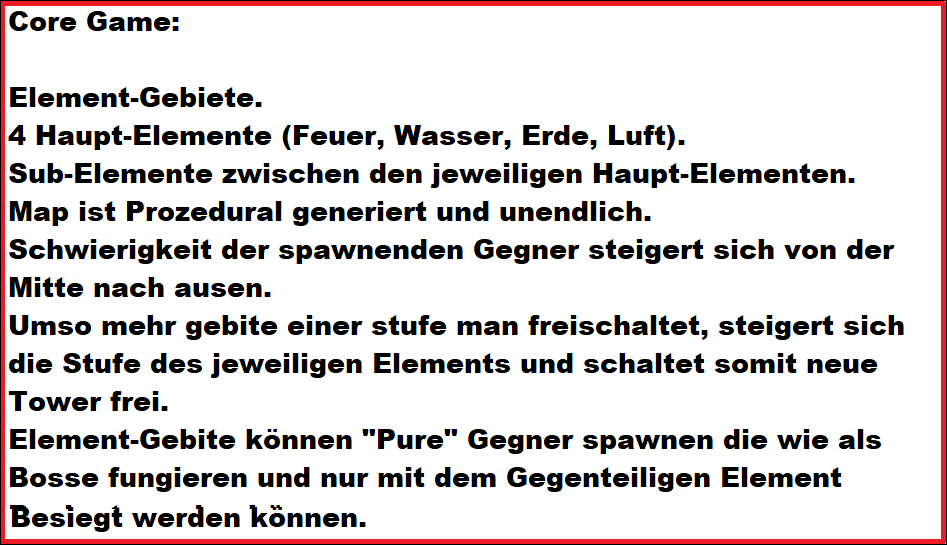 Core Game:
Element-Gebiete.
4 Haupt-Elemente (Feuer, Wasser, Erde, Luft).
Sub-Elemente zwischen den jeweiligen Haupt-Elementen.
Map ist Prozedural generiert und unendlich.
Schwierigkeit der spawnenden Gegner steigert sich von der
Mitte nach ausen.
Umso mehr gebite einer stufe man freischaltet, steigert sich
die Stufe des jeweiligen Elements und schaltet somit neue
Tower frei.
Element-Gebite können "Pure" Gegner spawnen die wie als
Bosse fungieren und nur mit dem Gegenteiligen Element
Besiegt werden können.